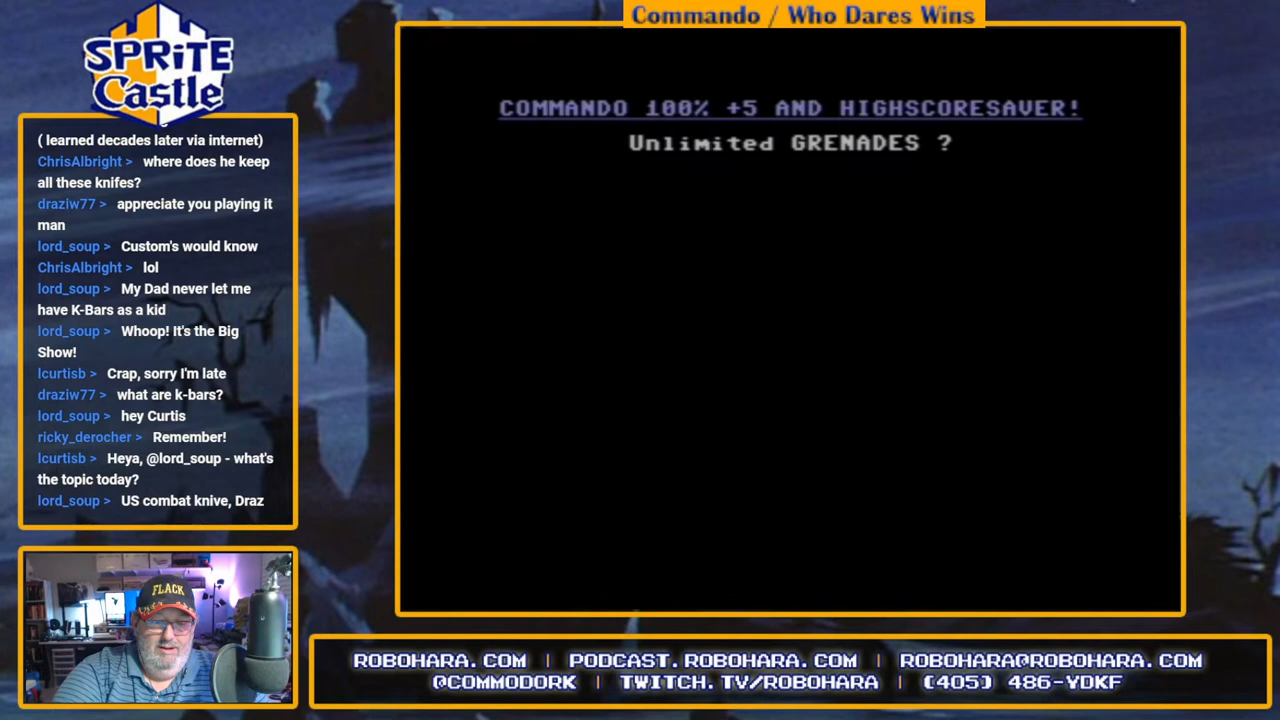 Commando / Who Dares Wins
SPRiTE
Castle
( learned decades later via internet)
ChrisAlbright > where does he keep
all these knifes?
draziw77 > appreciate you playing it
man
lord_soup > Custom's would know
ChrisAlbright > lol
lord_soup > My Dad never let me
have K-Bars as a kid
lord_soup > Whoop! It's the Big
Show!
lcurtisb > Crap, sorry I'm late
draziw77 > what are k-bars?
lord_soup > hey Curtis
ricky_derocher > Remember!
lcurtisb > Heya, @lord_soup - what's
the topic today?
lord_soup > US combat knive, Draz
COMMANDO 100% +5 AND HIGHSCORESAVER!
Unlimited GRENADES ?
FLACK
ROBOHARA.COM | PODCAST.ROBOHARA.COM | ROBOHARA@ROBOHARA.COM
@COMMODORK | TWITCH.TV/ROBOHARA | (405) 486-YDKF